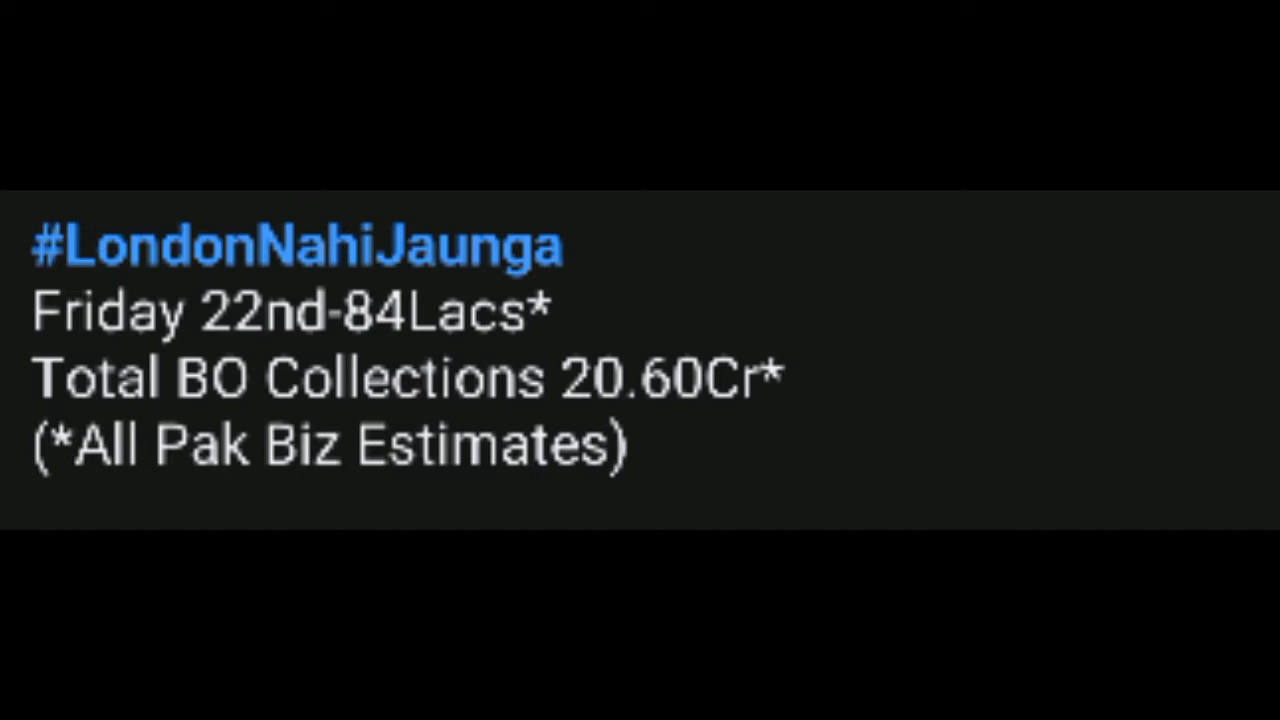 #LondonNahiJaunga
Friday 22nd-84Lacs*
Total BO Collections 20.60Cr*
(*All Pak Biz Estimates)